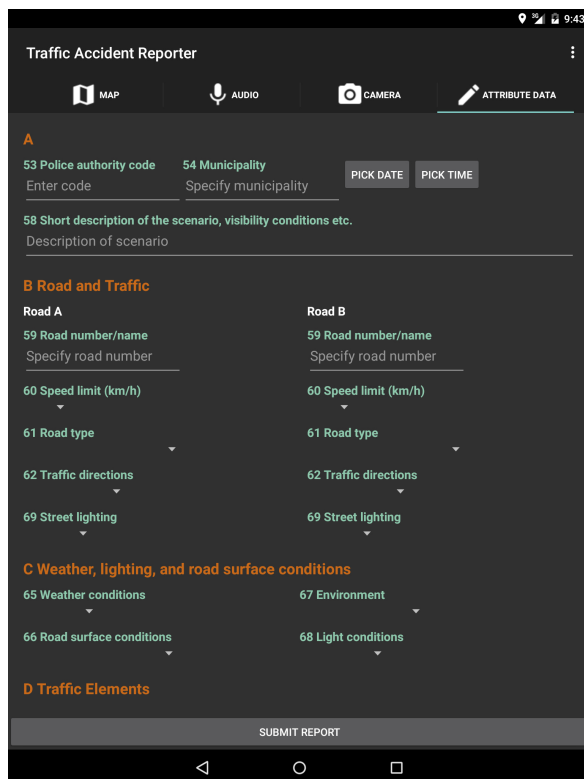 3G 9:43
Traffic Accident Reporter
MAP AUDIO CAMERA ATTRIBUTE DATA
A
53 Police authority code 54 Municipality
Enter code Specify municipality PICK DATE PICK TIME
58 Short description of the scenario, visibility conditions etc.
Description of scenario
B Road and Traffic
Road A Road B
59 Road number/name 59 Road number/name
Specify road number Specify road number
60 Speed limit (km/h) 60 Speed limit (km/h)
61 Road type 61 Road type
62 Traffic directions 62 Traffic directions
69 Street lighting 69 Street lighting
C Weather, lighting, and road surface conditions
65 Weather conditions 67 Environment
66 Road surface conditions 68 Light conditions
D Traffic Elements
SUBMIT REPORT